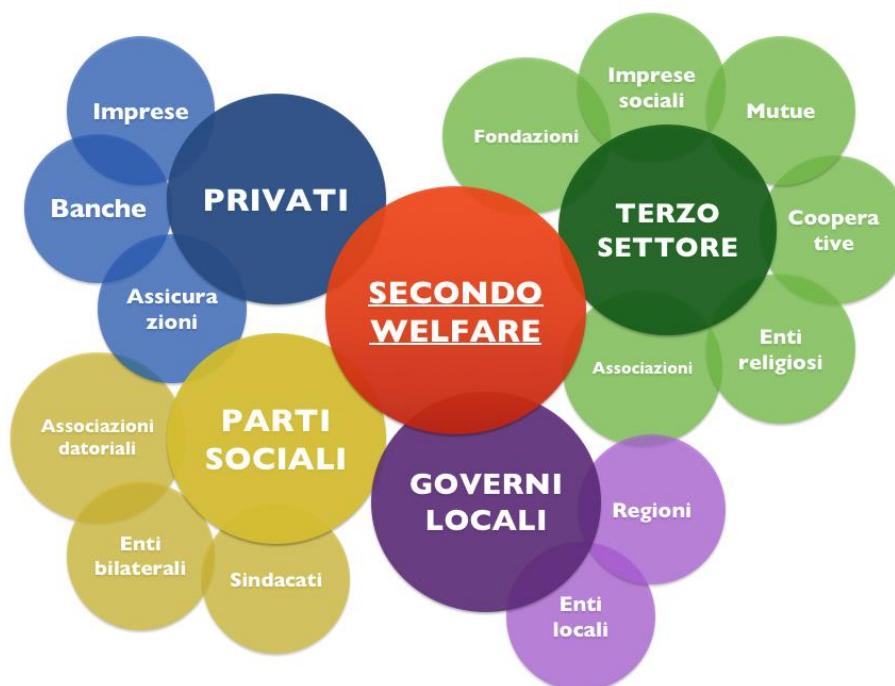 Imprese
Banche
PRIVATI
Assicura
zioni
Fondazioni
Imprese
sociali
Mutue
TERZO
SETTORE
Coopera
tive
Enti
religiosi
Associazioni
SECONDO
WELFARE
Associazioni
datoriali
PARTI
SOCIALI
Enti
bilaterali
Sindacati
GOVERNI
LOCALI
Regioni
Enti
locali